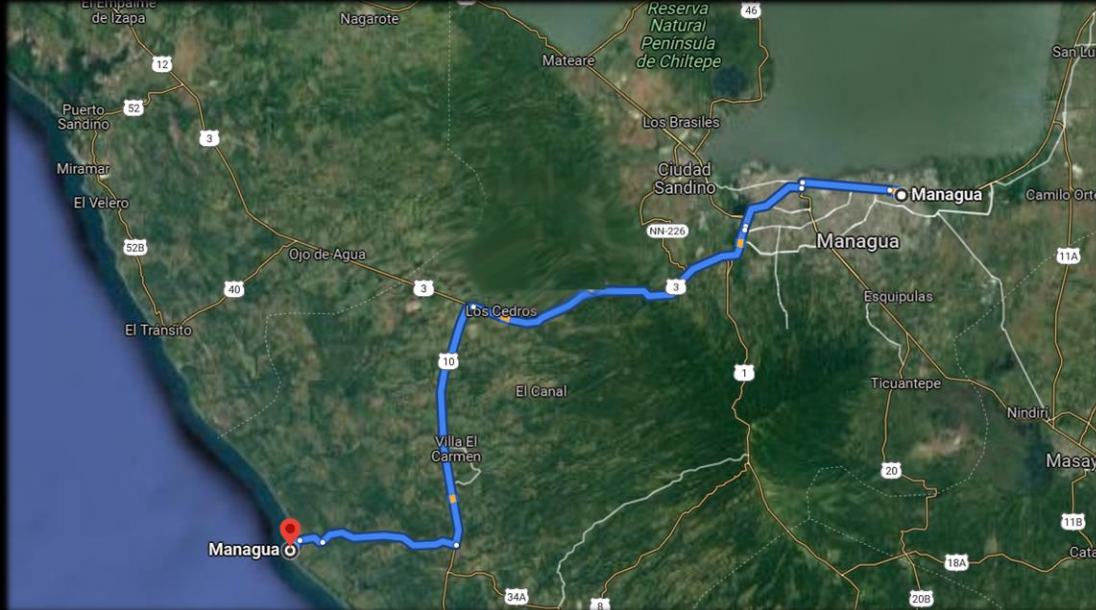 El Empalme
de Izapa
Nagarote
Reserva
Natural
Península
de Chiltepe
46
San Lu
Mateare
12
52
Puerto
Sandino
Los Brasiles
3
Miramar
Ciudad
Sandino
El Velero
Managua
Camilo Ort
NN-226
52B
Managua
Ojo de Agua
11A
40
3
3
Esquipulas
Los Cedros
El Tránsito
10
1
El Canal
Ticuantepe
Nindirí
Villa El
Carmen
Masay
20
11B
Managua
Cata
18A
34A
8
20B